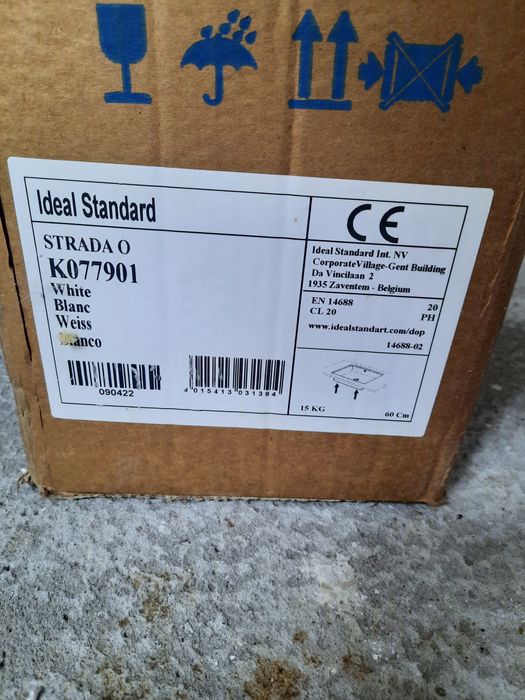 Ideal Standard
STRADA O
K077901
White
Blanc
Weiss
Blanco
090422
4 015413 031394
CE
Ideal Standard Int. NV
CorporateVillage-Gent Building
Da Vincilaan 2
1935 Zaventem - Belgium
EN 14688 20
CL 20 PH
www.idealstandart.com/dop
14688-02
15 KG 60 Cm